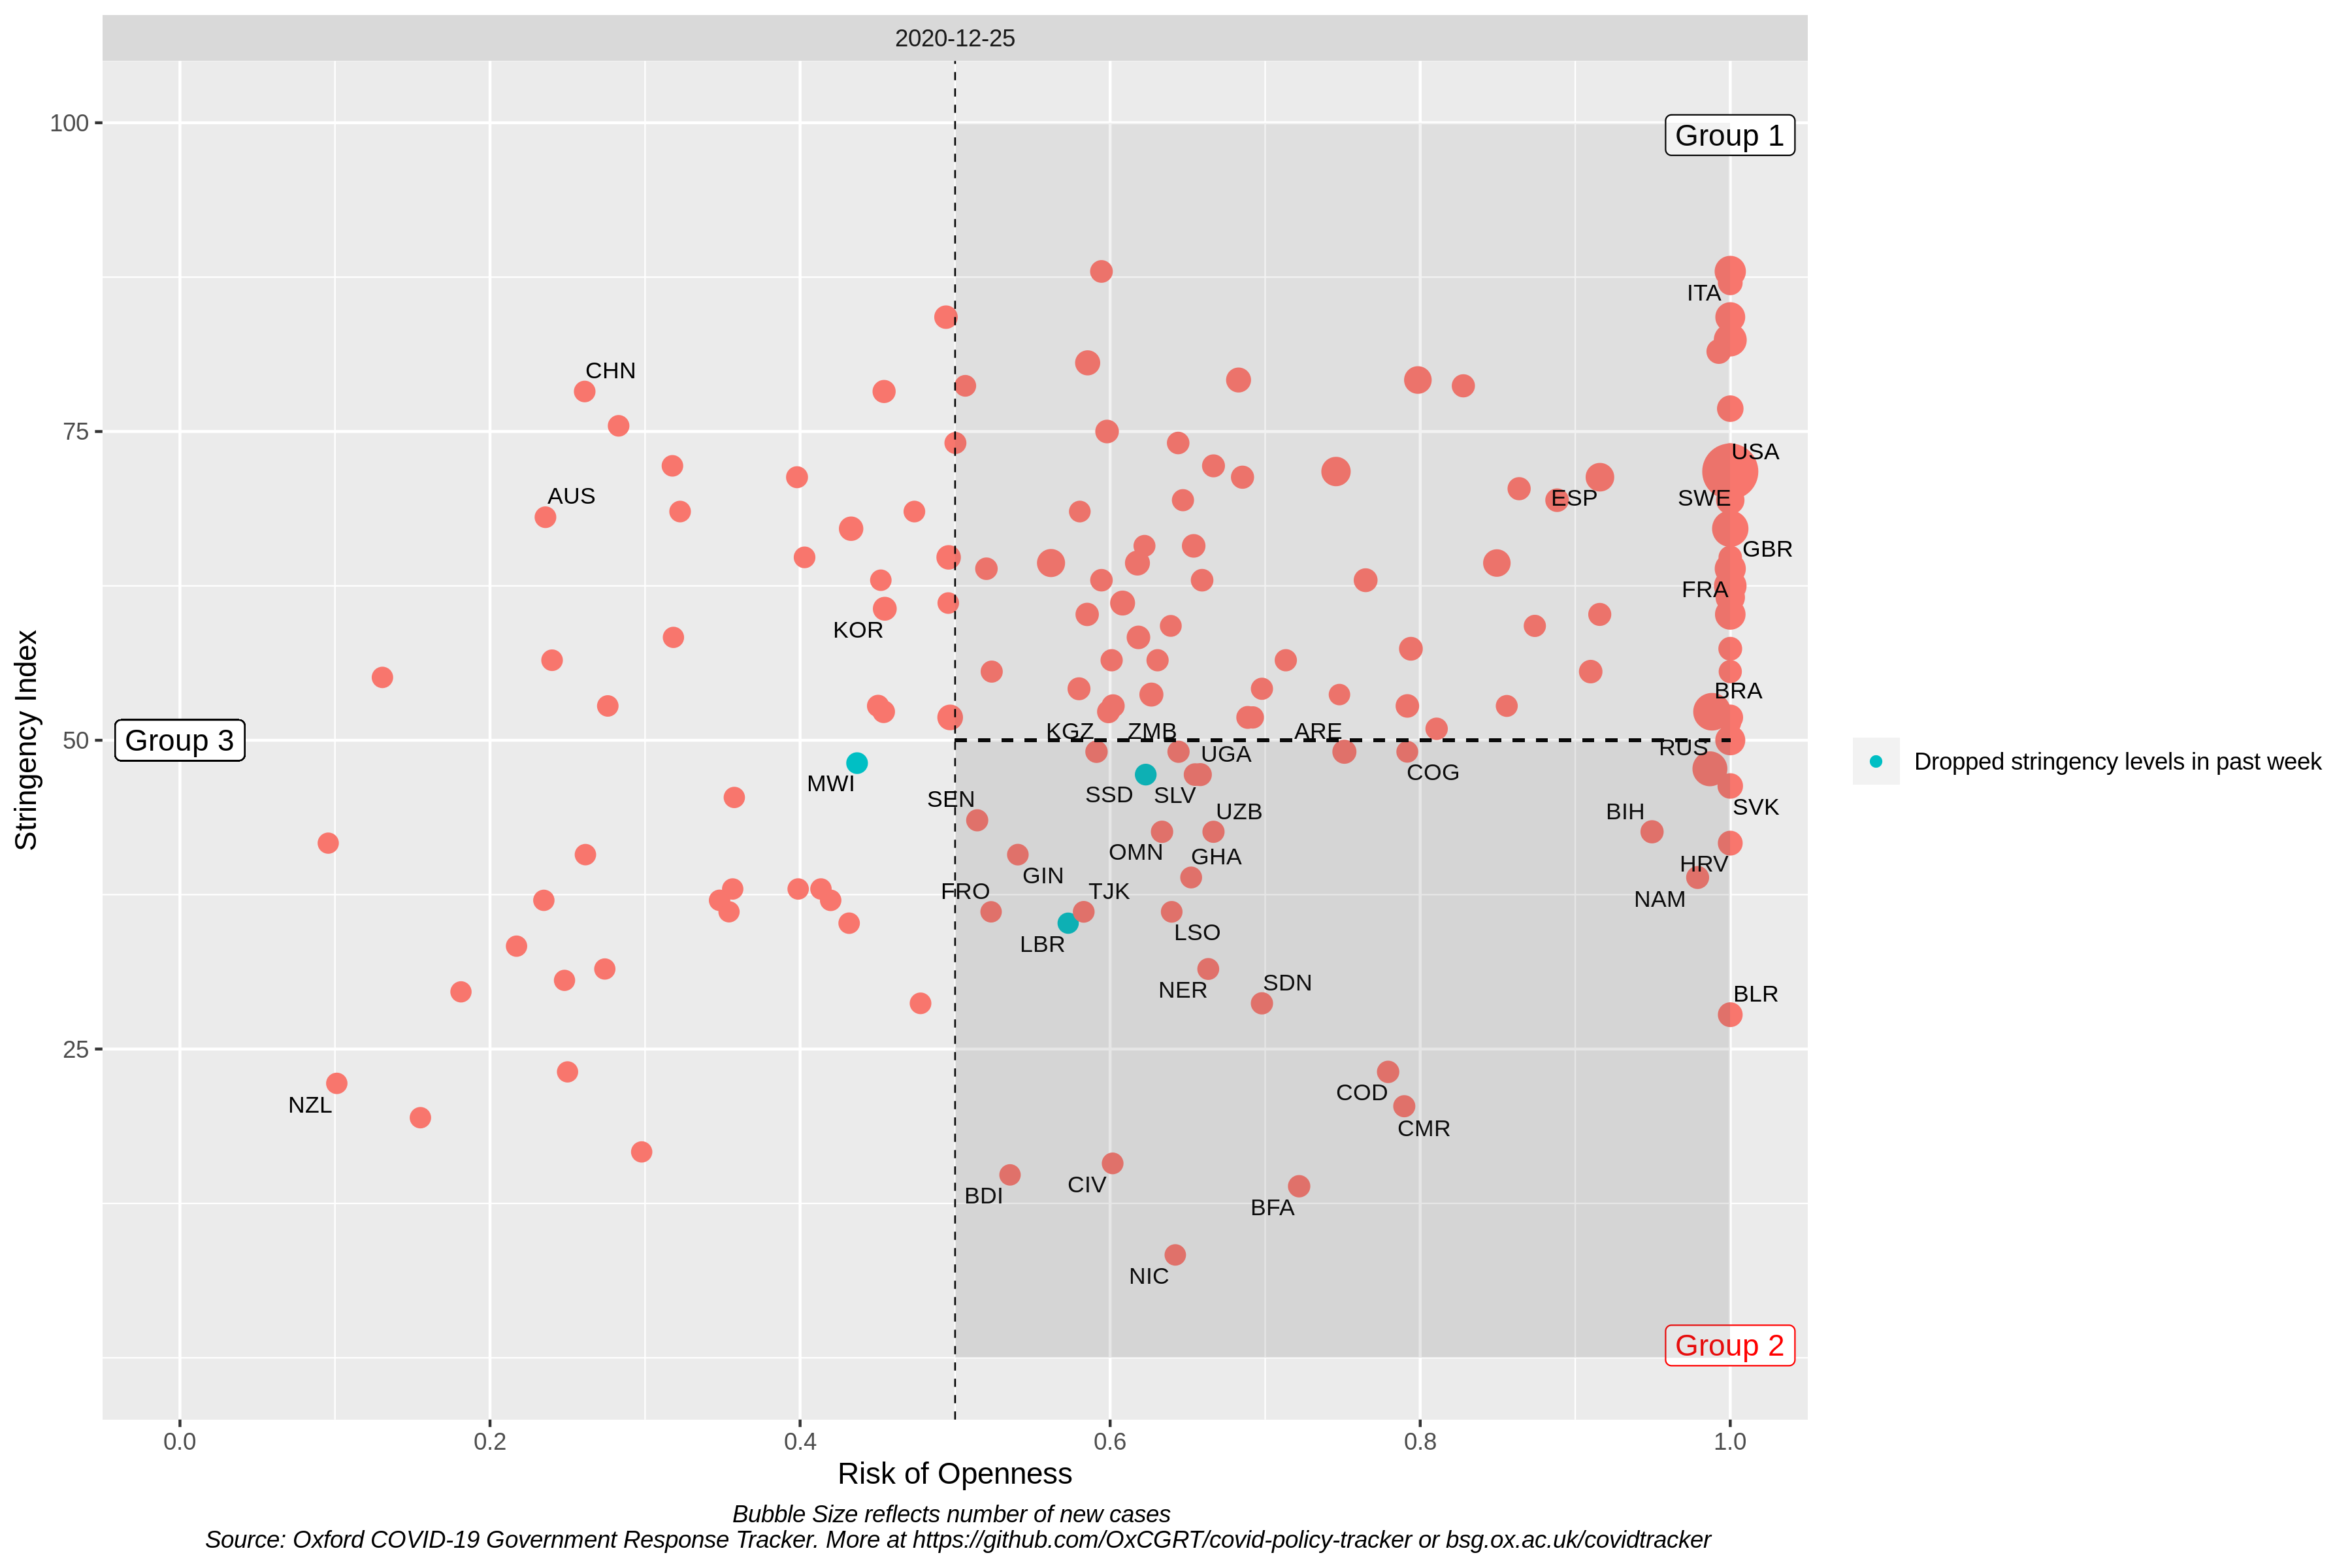 2020-12-25
100
Group 1
ITA
CHN
75
USA
AUS
ESP
SWE
GBR
FRA
KOR
Stringency Index
BRA
KGZ
ZMB
ARE
Group 3
50
RUS
UGA
Dropped stringency levels in past week
COG
MWI
SEN
SSD
SLV
SVK
UZB
BIH
OMN
GHA
HRV
GIN
FRO
TJK
NAM
LSO
LBR
SDN
NER
BLR
25
COD
NZL
CMR
CIV
BDI
BFA
NIC
Group 2
0.0
0.2
0.4
0.6
0.8
1.0
Risk of Openness
Bubble Size reflects number of new cases
Source: Oxford COVID-19 Government Response Tracker. More at https://github.com/OxCGRT/covid-policy-tracker or bsg.ox.ac.uk/covidtracker